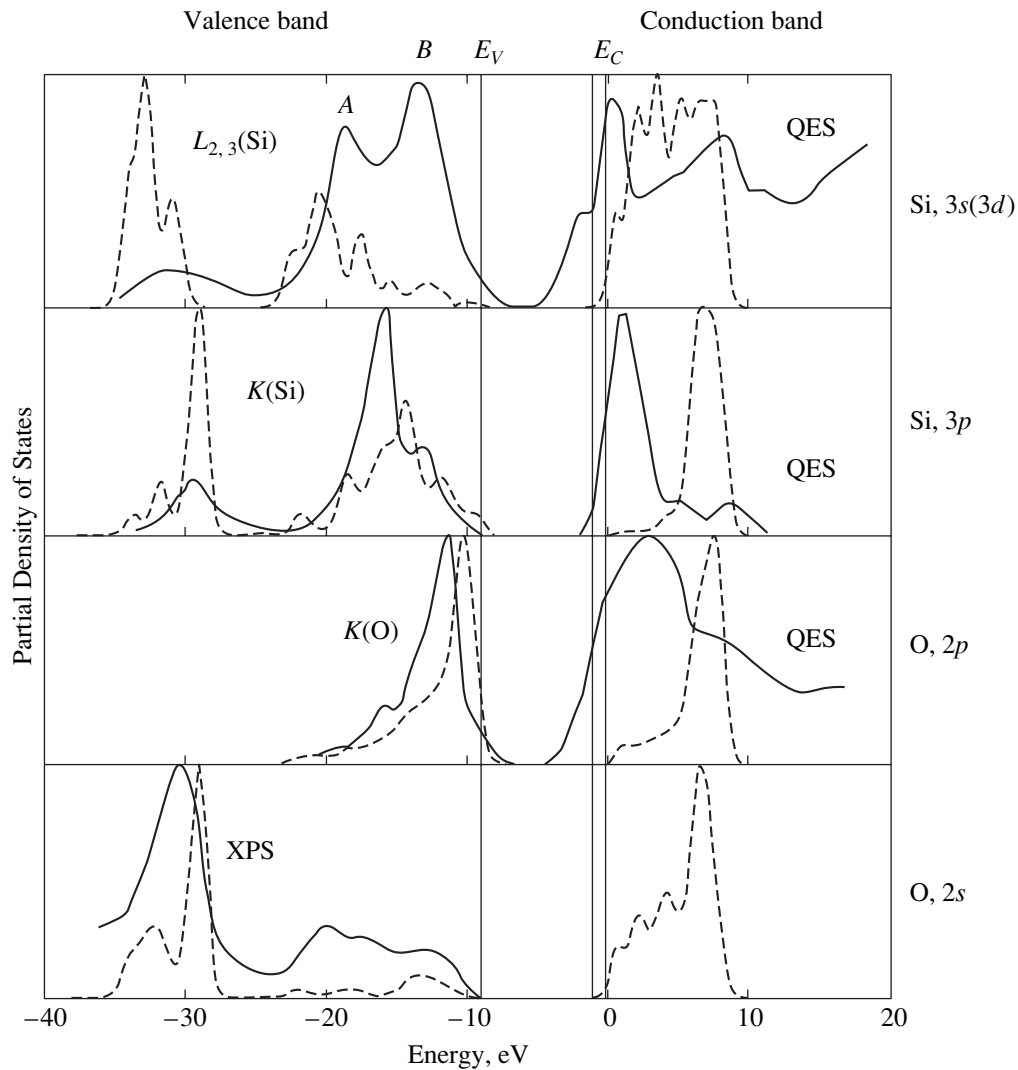 Valence band
Conduction band
B
E_V
E_C
A
L_{2, 3}(Si)
QES
Si, 3s(3d)
K(Si)
QES
Si, 3p
K(O)
QES
O, 2p
XPS
O, 2s
Partial Density of States
−40 −30 −20 −10 0 10 20
Energy, eV